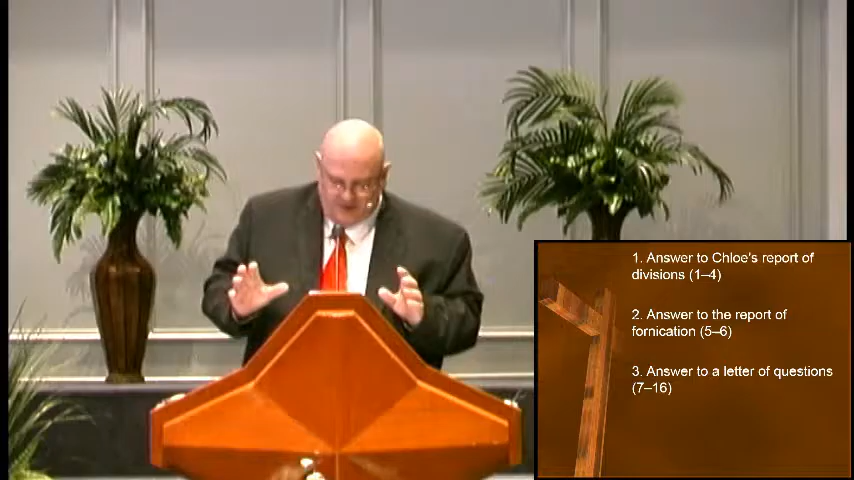 1. Answer to Chloe's report of
divisions (1–4)
2. Answer to the report of
fornication (5–6)
3. Answer to a letter of questions
(7–16)